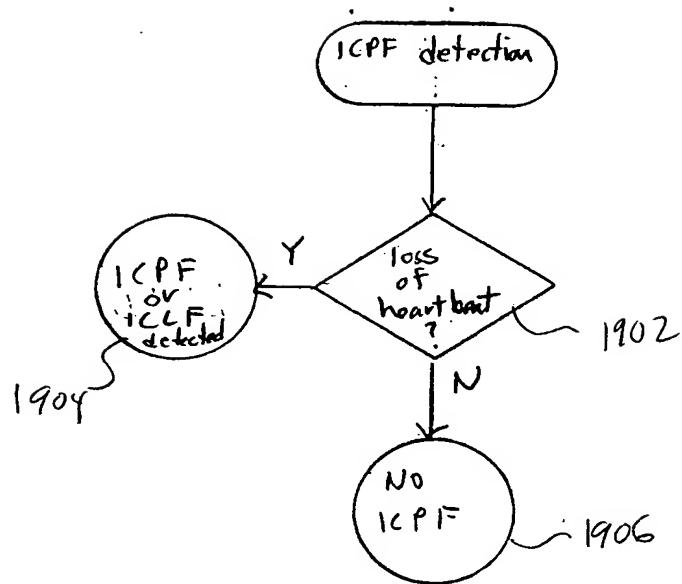 ICPF detection
loss
of
heartbeat
?
Y
1902
ICPF
or
ICLF
detected
1904
N
NO
ICPF
1906